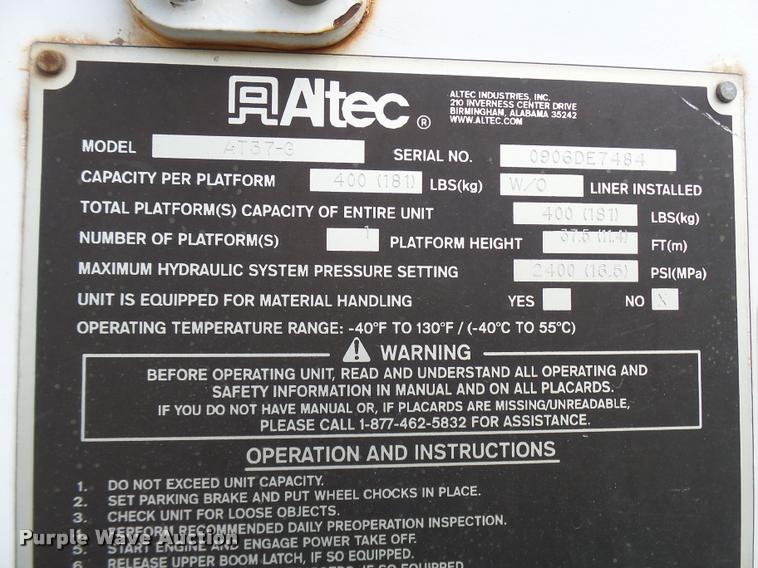 Altec ®
ALTEC INDUSTRIES, INC.
210 INVERNESS CENTER DRIVE
BIRMINGHAM, ALABAMA 35242
WWW.ALTEC.COM
MODEL AT37-G SERIAL NO. 0906DE7484
CAPACITY PER PLATFORM 400 (181) LBS(kg) W/O LINER INSTALLED
TOTAL PLATFORM(S) CAPACITY OF ENTIRE UNIT 400 (181) LBS(kg)
NUMBER OF PLATFORM(S) 1 PLATFORM HEIGHT 37.5 (11.4) FT(m)
MAXIMUM HYDRAULIC SYSTEM PRESSURE SETTING 2400 (16.5) PSI(MPa)
UNIT IS EQUIPPED FOR MATERIAL HANDLING YES NO X
OPERATING TEMPERATURE RANGE: -40°F TO 130°F / (-40°C TO 55°C)
WARNING
BEFORE OPERATING UNIT, READ AND UNDERSTAND ALL OPERATING AND
SAFETY INFORMATION IN MANUAL AND ON ALL PLACARDS.
IF YOU DO NOT HAVE MANUAL OR, IF PLACARDS ARE MISSING/UNREADABLE,
PLEASE CALL 1-877-462-5832 FOR ASSISTANCE.
OPERATION AND INSTRUCTIONS
1. DO NOT EXCEED UNIT CAPACITY.
2. SET PARKING BRAKE AND PUT WHEEL CHOCKS IN PLACE.
3. CHECK UNIT FOR LOOSE OBJECTS.
4. PERFORM RECOMMENDED DAILY PREOPERATION INSPECTION.
5. START ENGINE AND ENGAGE POWER TAKE OFF.
6. RELEASE UPPER BOOM LATCH, IF SO EQUIPPED.
Purple Wave Auction